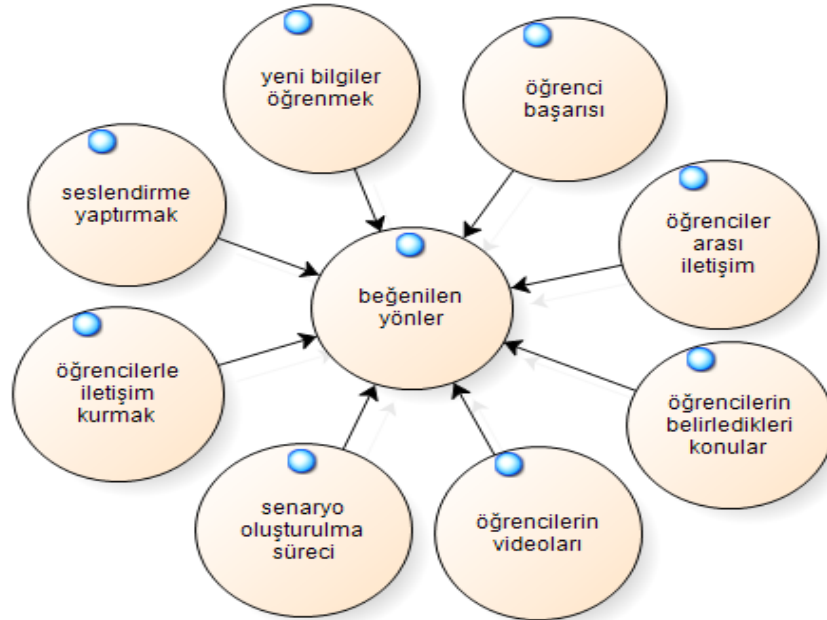 yeni bilgiler
öğrenmek
öğrenci
başarısı
seslendirme
yaptırmak
öğrenciler
arası
iletişim
beğenilen
yönler
öğrencilerle
iletişim
kurmak
öğrencilerin
belirledikleri
konular
senaryo
oluşturulma
süreci
öğrencilerin
videoları